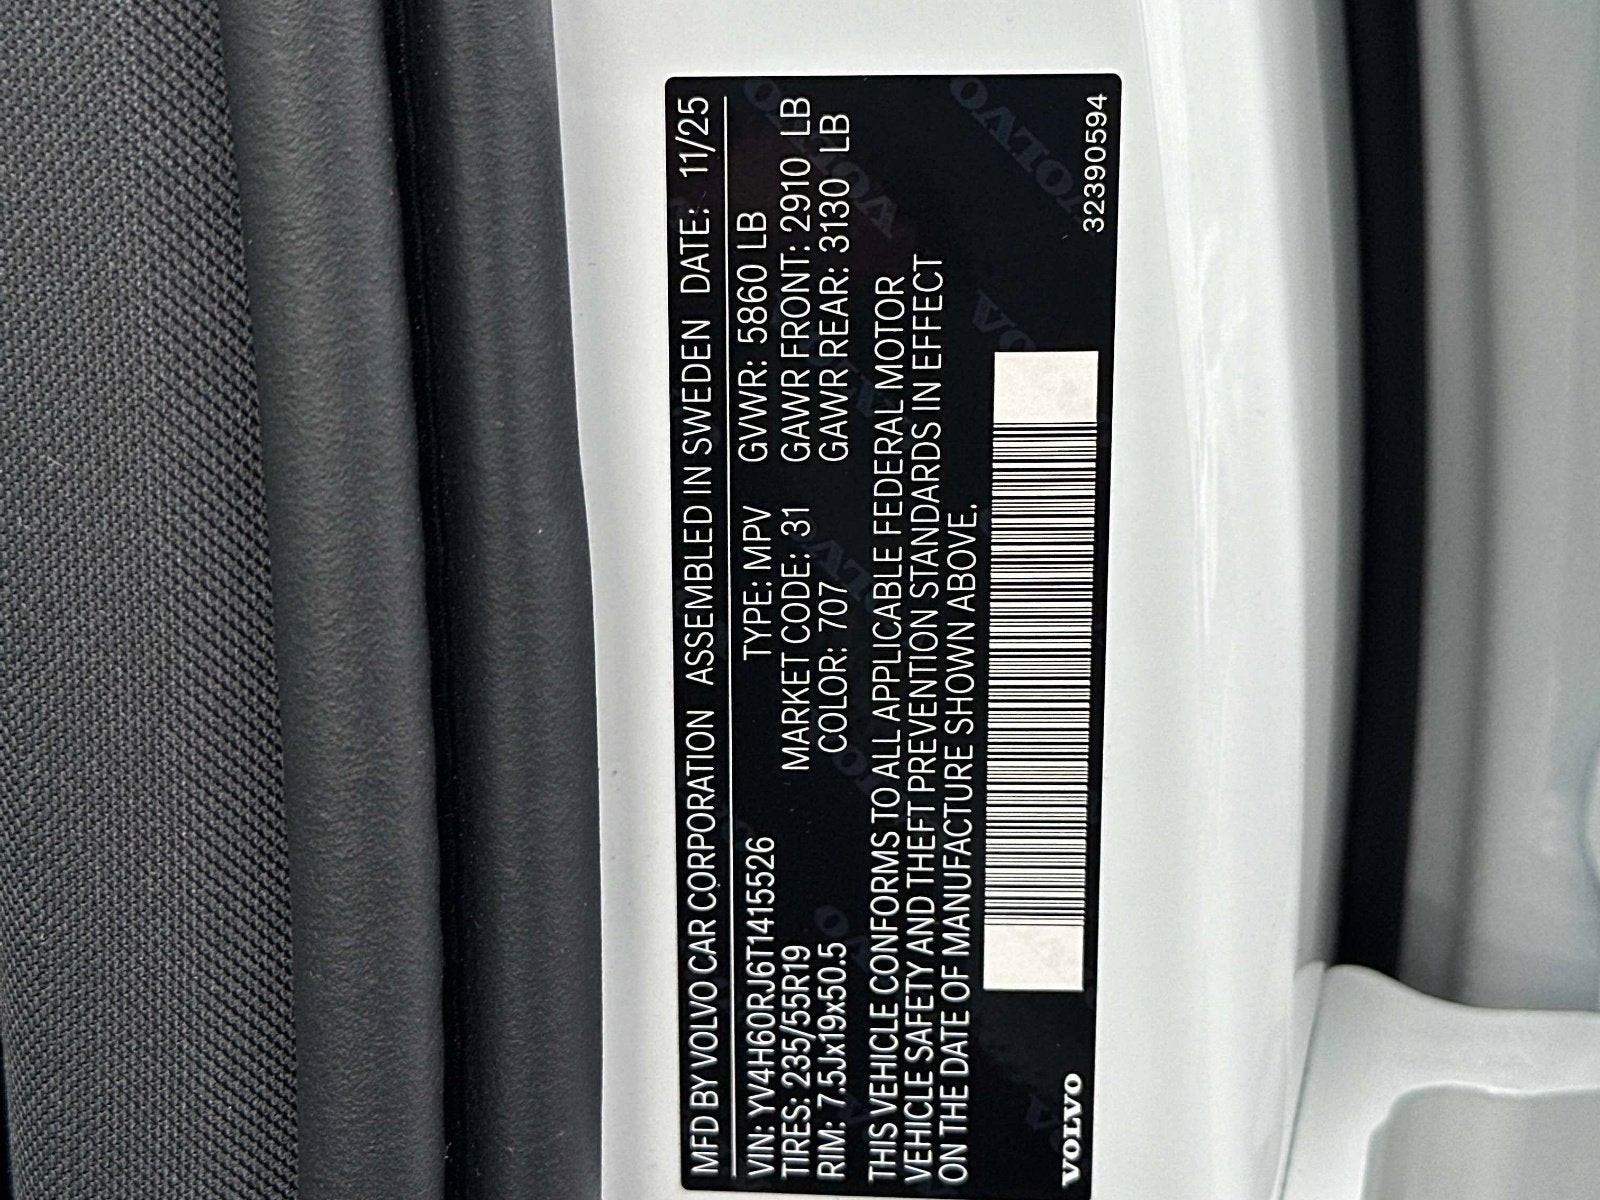 MFD BY VOLVO CAR CORPORATION ASSEMBLED IN SWEDEN DATE: 11/25
VIN: YV4H60RJ6T1415526 TYPE: MPV GVWR: 5860 LB
TIRES: 235/55R19 MARKET CODE: 31 GAWR FRONT: 2910 LB
RIM: 7.5Jx19x50.5 COLOR: 707 GAWR REAR: 3130 LB
THIS VEHICLE CONFORMS TO ALL APPLICABLE FEDERAL MOTOR
VEHICLE SAFETY AND THEFT PREVENTION STANDARDS IN EFFECT
ON THE DATE OF MANUFACTURE SHOWN ABOVE.
VOLVO 32390594